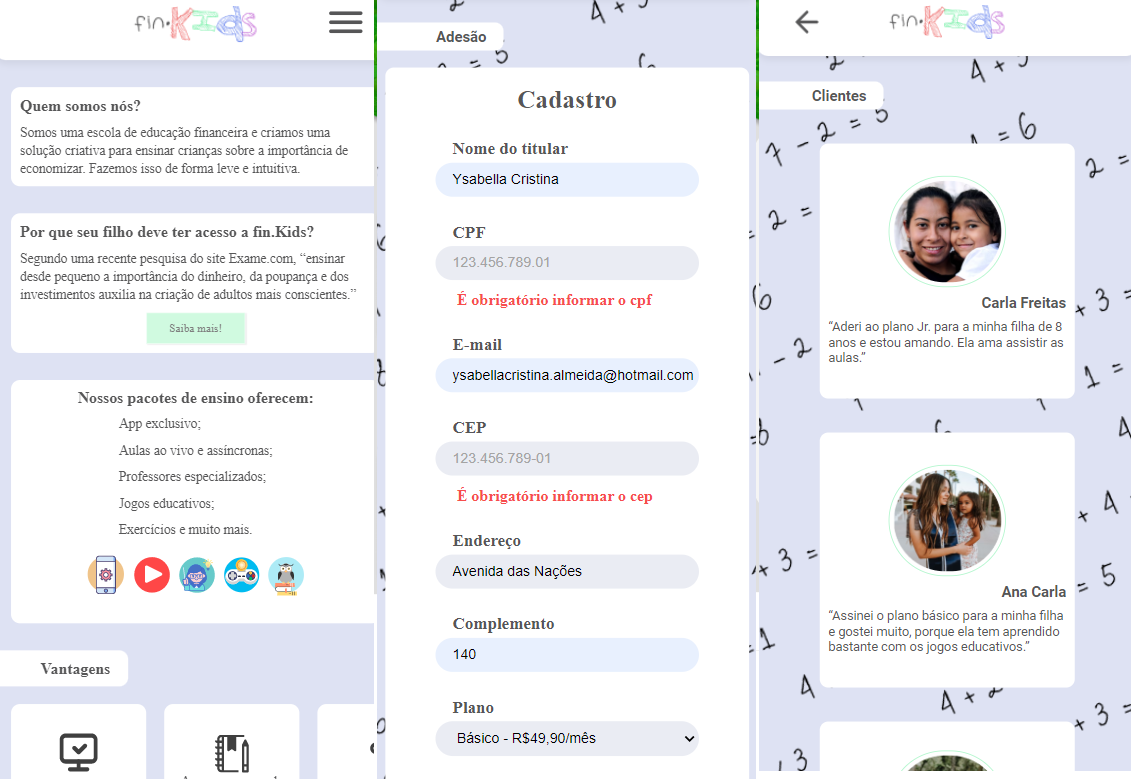 fin.Kids
Quem somos nós?
Somos uma escola de educação financeira e criamos uma
solução criativa para ensinar crianças sobre a importância de
economizar. Fazemos isso de forma leve e intuitiva.
Por que seu filho deve ter acesso a fin.Kids?
Segundo uma recente pesquisa do site Exame.com, “ensinar
desde pequeno a importância do dinheiro, da poupança e dos
investimentos auxilia na criação de adultos mais conscientes.”
Saiba mais!
Nossos pacotes de ensino oferecem:
App exclusivo;
Aulas ao vivo e assíncronas;
Professores especializados;
Jogos educativos;
Exercícios e muito mais.
Vantagens
Adesão
Cadastro
Nome do titular
Ysabella Cristina
CPF
123.456.789.01
É obrigatório informar o cpf
E-mail
ysabellacristina.almeida@hotmail.com
CEP
123.456.789-01
É obrigatório informar o cep
Endereço
Avenida das Nações
Complemento
140
Plano
Básico - R$49,90/mês
fin.Kids
Clientes
7 - 2 = 5
= 6
Carla Freitas
“Aderi ao plano Jr. para a minha filha de 8
anos e estou amando. Ela ama assistir as
aulas.”
Ana Carla
“Assinei o plano básico para a minha filha
e gostei muito, porque ela tem aprendido
bastante com os jogos educativos.”